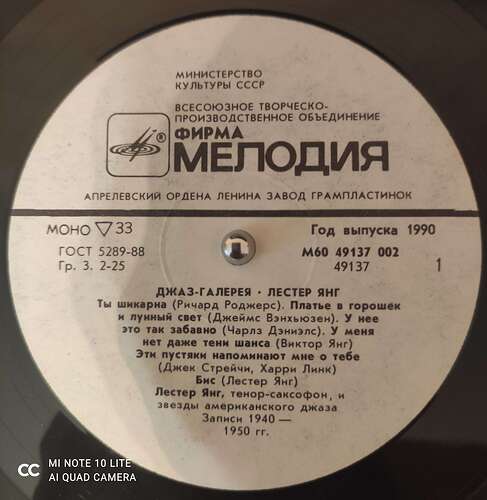 МИНИСТЕРСТВО
КУЛЬТУРЫ СССР
ВСЕСОЮЗНОЕ ТВОРЧЕСКО-
ПРОИЗВОДСТВЕННОЕ ОБЪЕДИНЕНИЕ
ФИРМА
МЕЛОДИЯ
®
АПРЕЛЕВСКИЙ ОРДЕНА ЛЕНИНА ЗАВОД ГРАМПЛАСТИНОК
МОНО ▽ 33
Год выпуска 1990
ГОСТ 5289-88
М60 49137 002
Гр. 3. 2-25
49137
1
ДЖАЗ-ГАЛЕРЕЯ · ЛЕСТЕР ЯНГ
Ты шикарна (Ричард Роджерс). Платье в горошек
и лунный свет (Джеймс Вэнхьюзен). У нее
это так забавно (Чарлз Дэниэлс). У меня
нет даже тени шанса (Виктор Янг)
Эти пустяки напоминают мне о тебе
(Джек Стрейчи, Харри Линк)
Бис (Лестер Янг)
Лестер Янг, тенор-саксофон, и
звезды американского джаза
Записи 1940 —
1950 гг.
MI NOTE 10 LITE
AI QUAD CAMERA